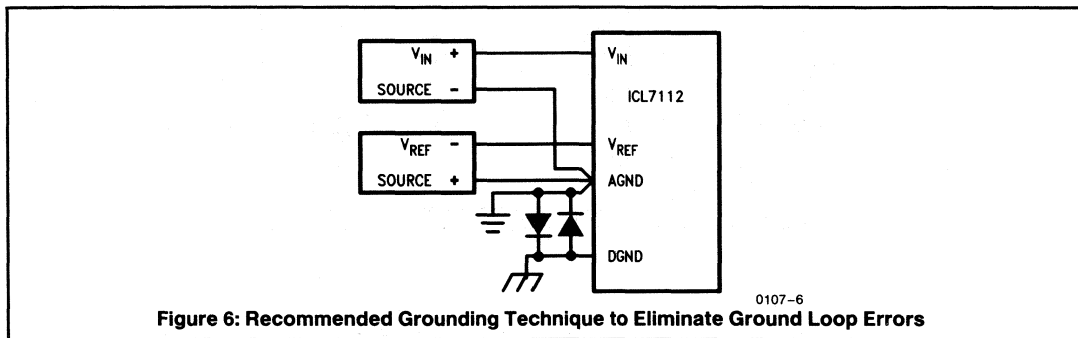 V_IN +
SOURCE -
V_REF -
SOURCE +
V_IN
ICL7112
V_REF
AGND
DGND
0107-6
Figure 6: Recommended Grounding Technique to Eliminate Ground Loop Errors